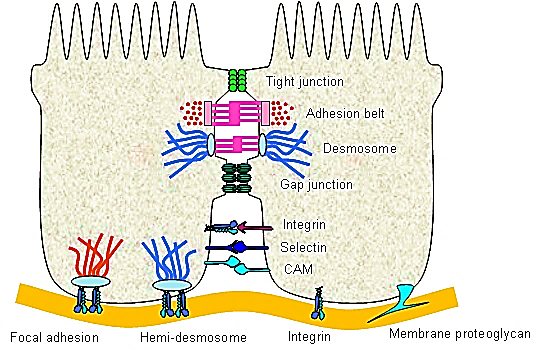 Tight junction
Adhesion belt
Desmosome
Gap junction
Integrin
Selectin
CAM
Focal adhesion
Hemi-desmosome
Integrin
Membrane proteoglycan